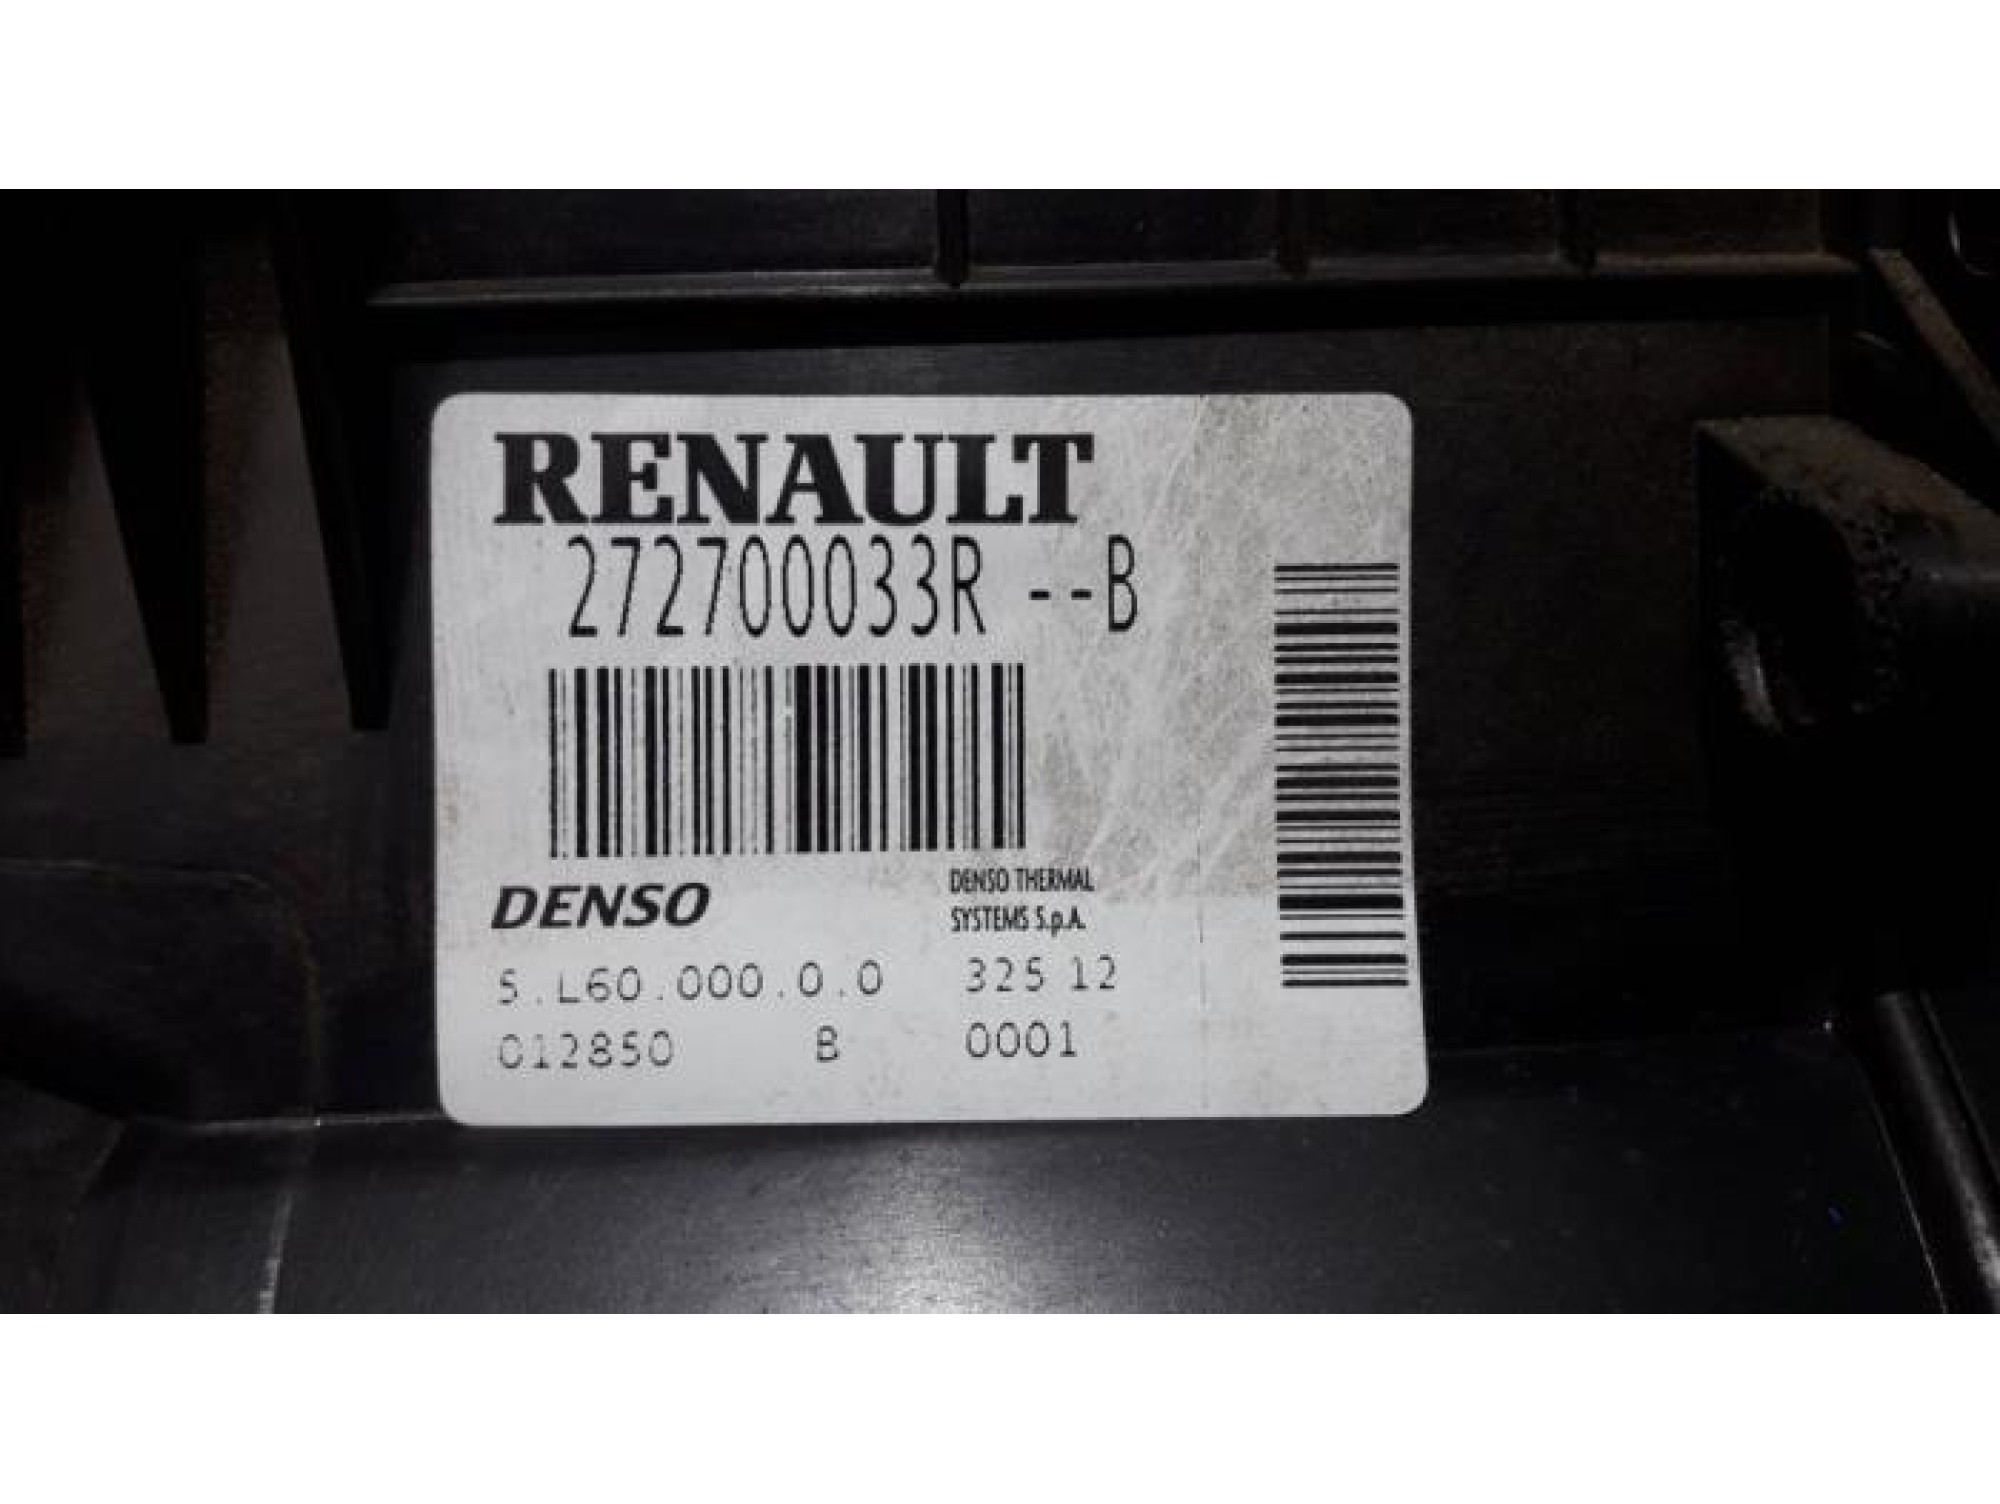 RENAULT
272700033R --B
DENSO
DENSO THERMAL
SYSTEMS S.p.A.
5.L60.000.0.0 325 12
012850 B 0001